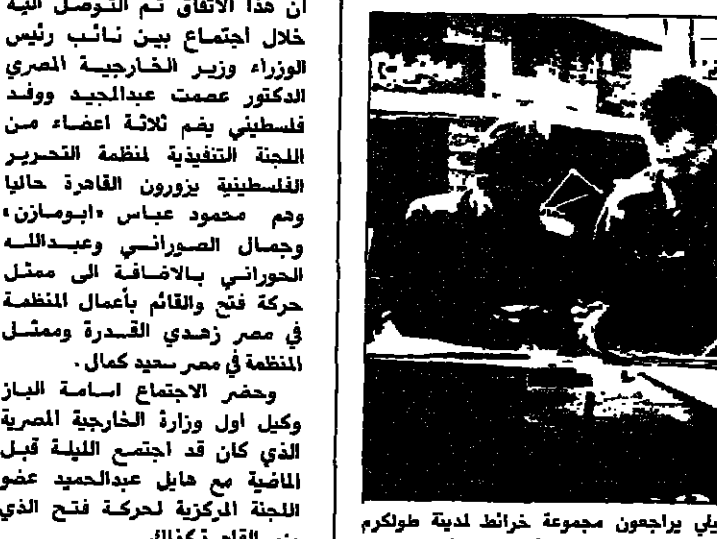 ان هذا الاتفاق تم التوصل اليه
خلال اجتماع بين نائب رئيس
الوزراء وزير الخارجية المصري
الدكتور عصمت عبدالمجيد ووفد
فلسطيني يضم ثلاثة اعضاء من
اللجنة التنفيذية لمنظمة التحرير
الفلسطينية يزورون القاهرة حاليا
وهم محمود عباس «ابومازن»
وجمال الصوراني وعبدالله
الحوراني بالاضافة الى ممثل
حركة فتح والقائم بأعمال المنظمة
في مصر زهدي القدرة وممثل
المنظمة في مصر سعيد كمال .
وحضر الاجتماع اسامة الباز
وكيل اول وزارة الخارجية المصرية
الذي كان قد اجتمع الليلة قبل
الماضية مع هايل عبدالحميد عضو
اللجنة المركزية لحركة فتح الذي
يراجعون مجموعة خرائط لمدينة طولكرم